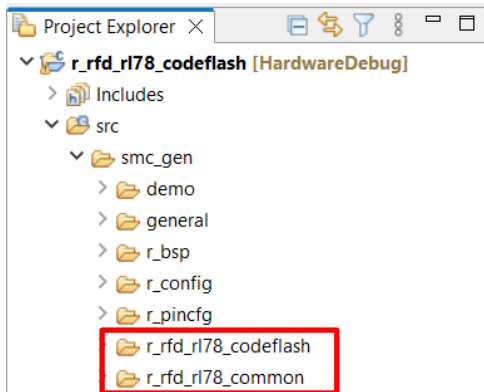 Project Explorer
r_rfd_rl78_codeflash [HardwareDebug]
Includes
src
smc_gen
demo
general
r_bsp
r_config
r_pincfg
r_rfd_rl78_codeflash
r_rfd_rl78_common